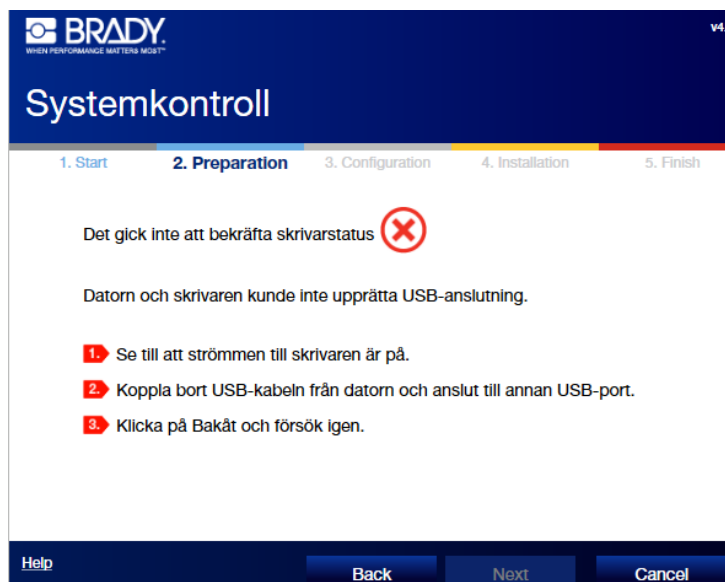 BRADY.
WHEN PERFORMANCE MATTERS MOST™
v4.
Systemkontroll
1. Start
2. Preparation
3. Configuration
4. Installation
5. Finish
Det gick inte att bekräfta skrivarstatus
Datorn och skrivaren kunde inte upprätta USB-anslutning.
1. Se till att strömmen till skrivaren är på.
2. Koppla bort USB-kabeln från datorn och anslut till annan USB-port.
3. Klicka på Bakåt och försök igen.
Help
Back
Next
Cancel